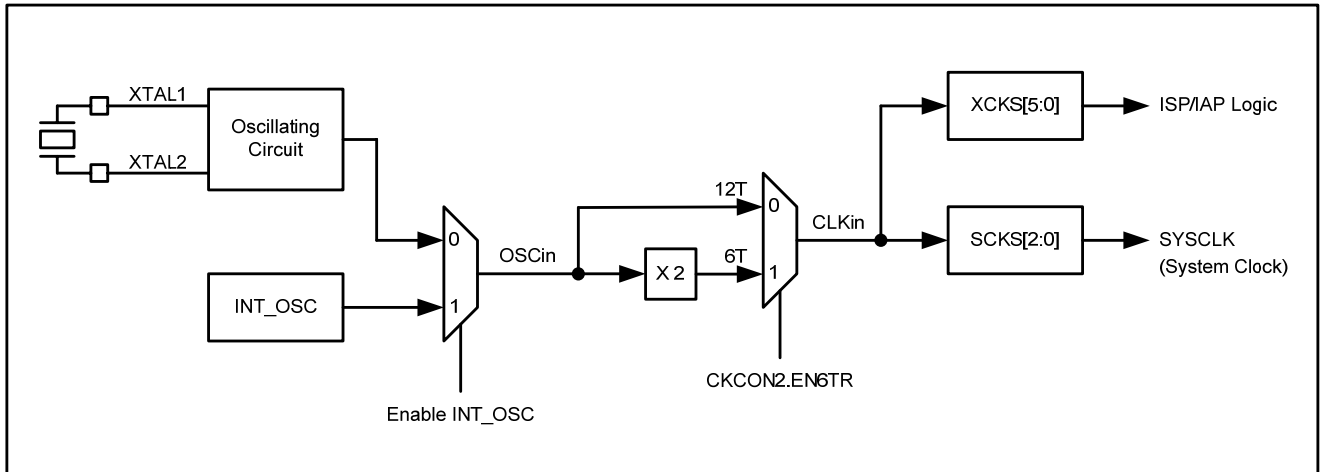 XTAL1
XTAL2
Oscillating
Circuit
INT_OSC
0
1
Enable INT_OSC
OSCin
X 2
12T
6T
0
1
CKCON2.EN6TR
CLKin
XCKS[5:0]
ISP/IAP Logic
SCKS[2:0]
SYSCLK
(System Clock)